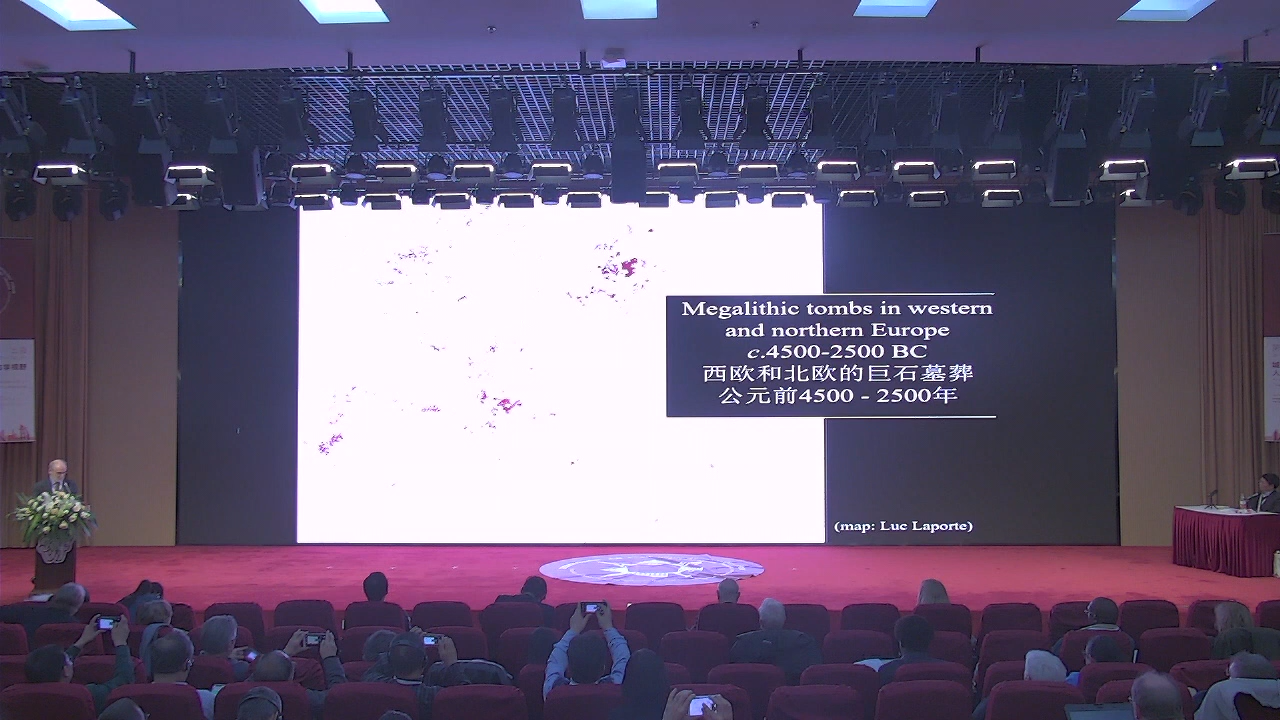 Megalithic tombs in western
and northern Europe
c.4500-2500 BC
西欧和北欧的巨石墓葬
公元前4500 - 2500年
(map: Luc Laporte)